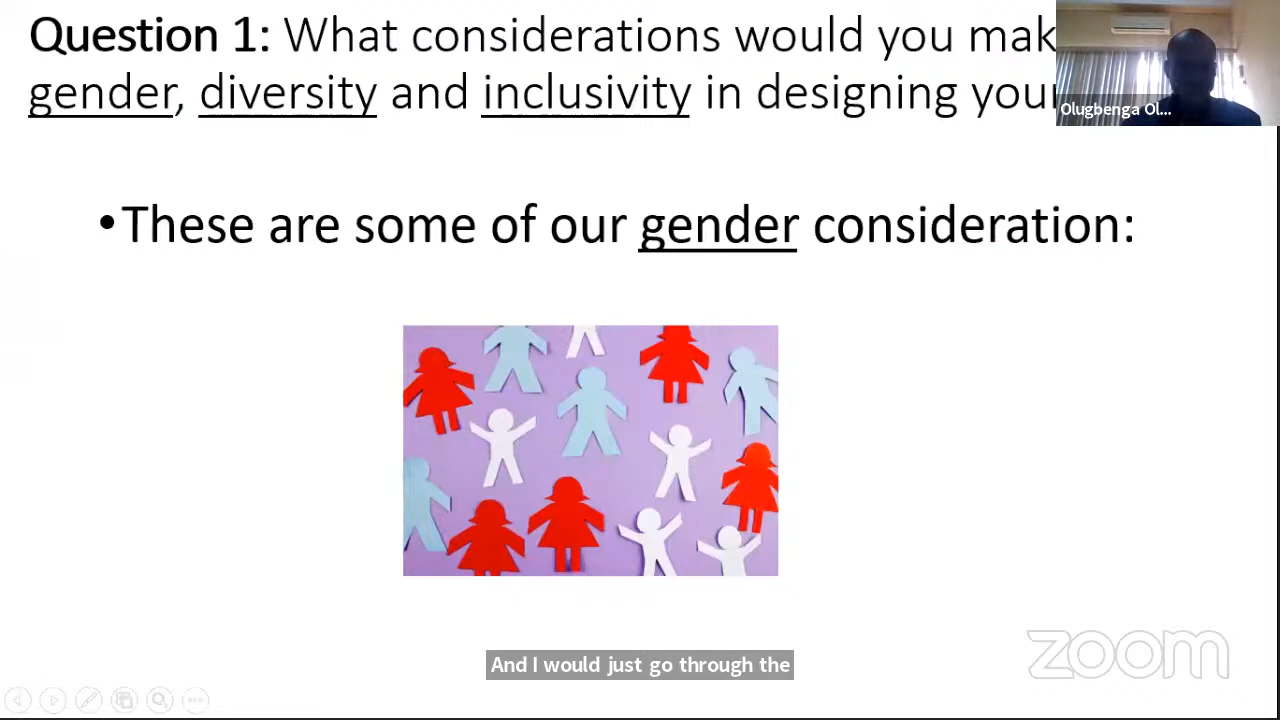 Question 1: What considerations would you mak
gender, diversity and inclusivity in designing your
Olugbenga Ol...
•These are some of our gender consideration:
And I would just go through the
zoom